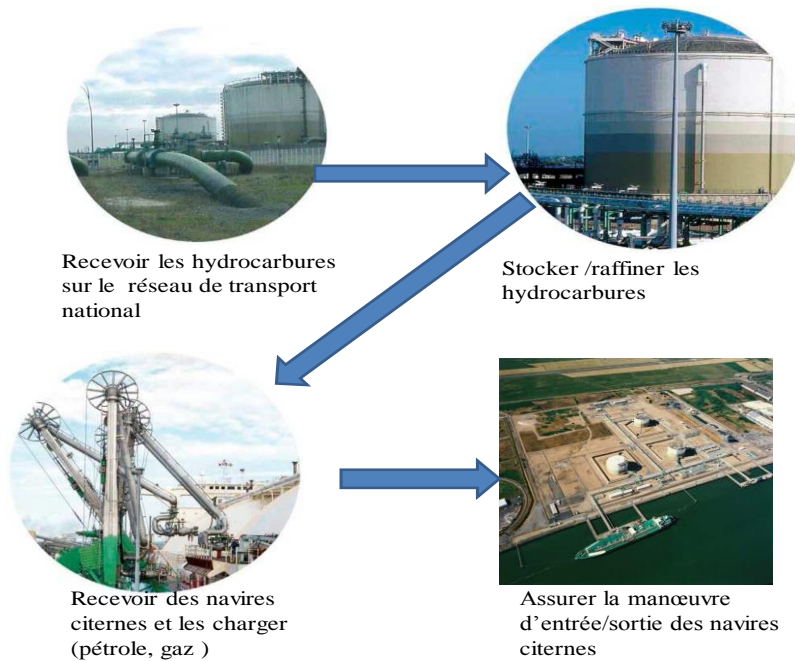 Recevoir les hydrocarbures
sur le réseau de transport
national
Stocker /raffiner les
hydrocarbures
Recevoir des navires
citernes et les charger
(pétrole, gaz )
Assurer la manœuvre
d'entrée/sortie des navires
citernes